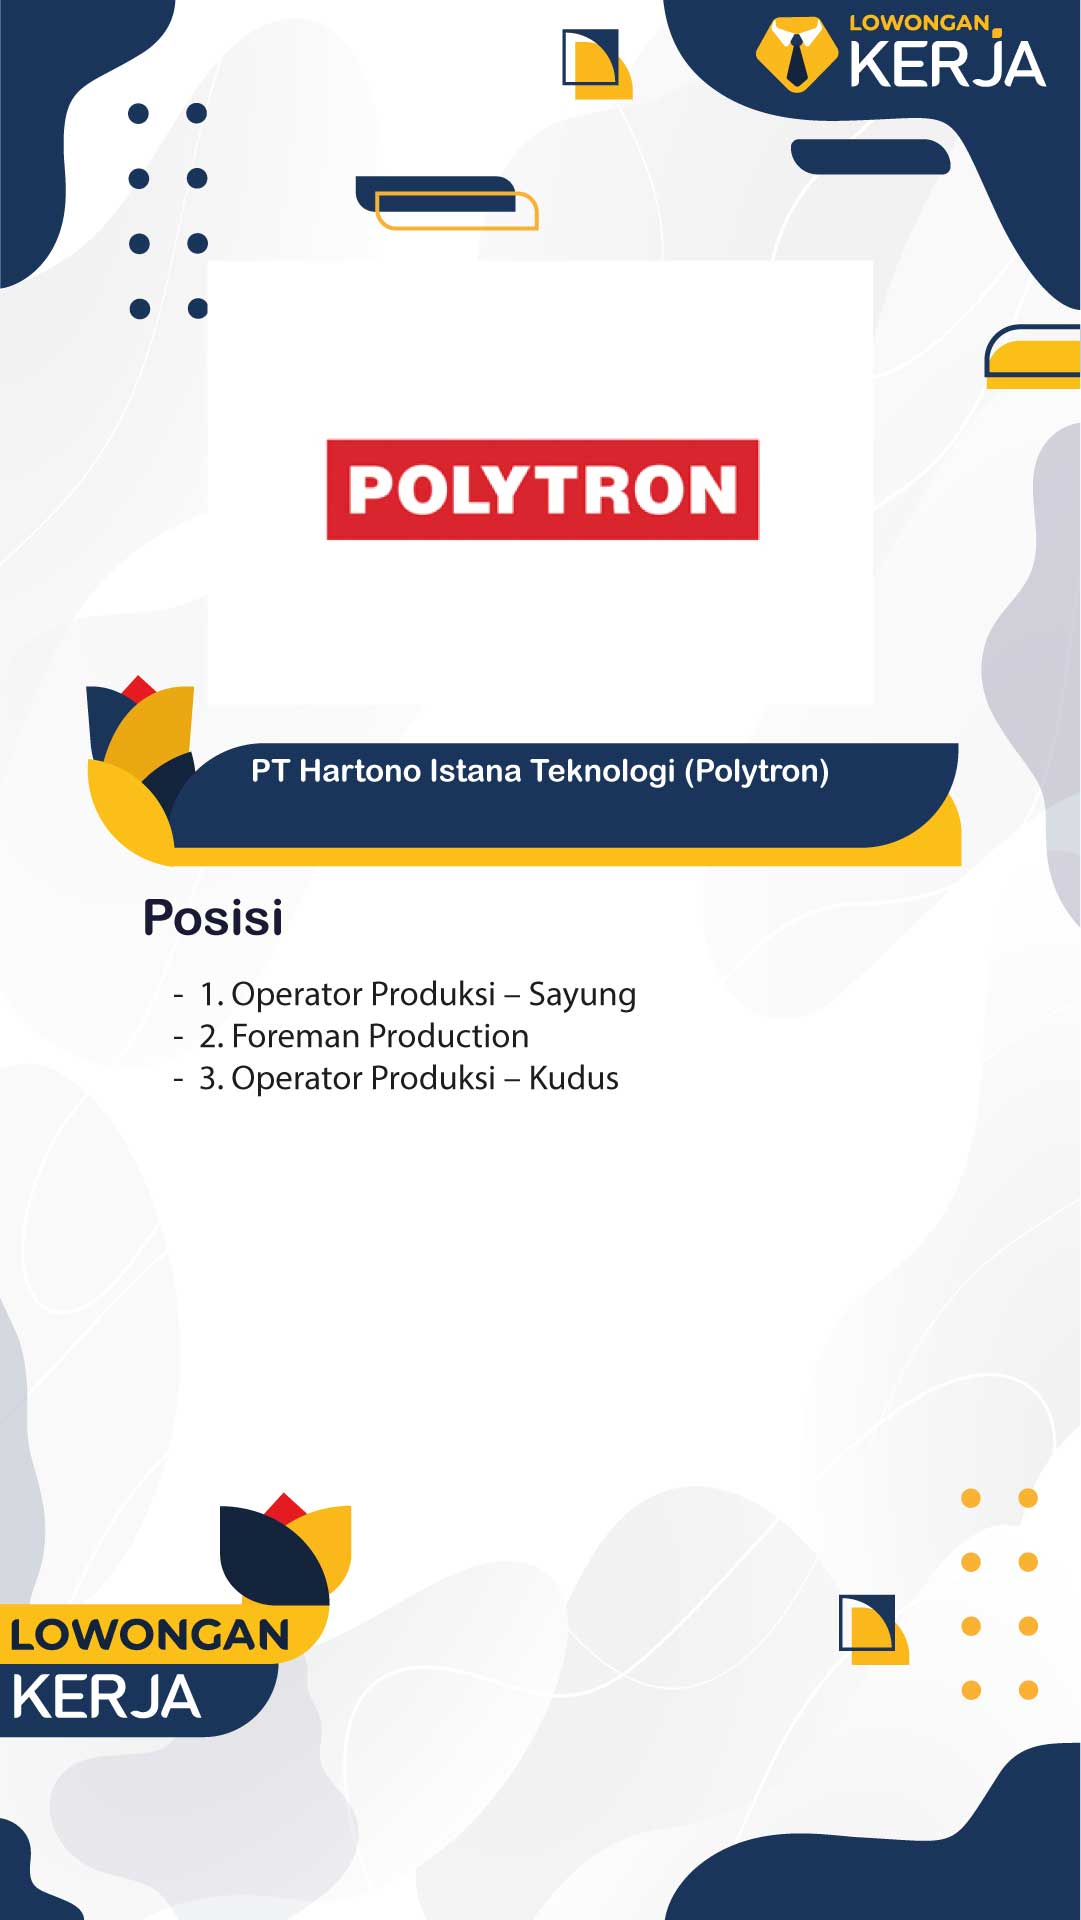 LOWONGAN
KERJA
POLYTRON
PT Hartono Istana Teknologi (Polytron)
Posisi
- 1. Operator Produksi – Sayung
- 2. Foreman Production
- 3. Operator Produksi – Kudus
LOWONGAN
KERJA